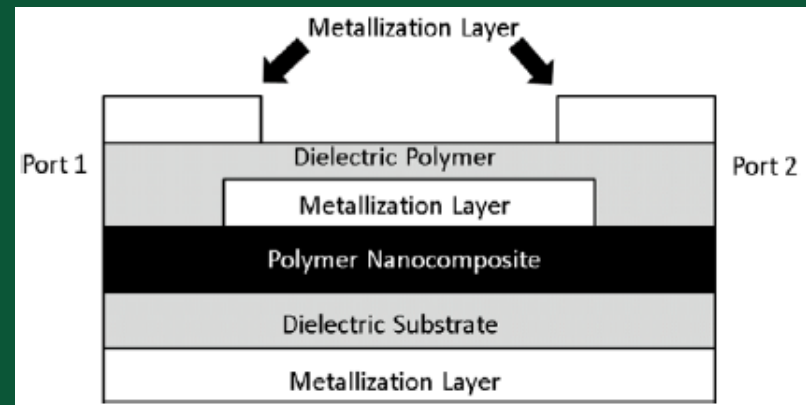 Metallization Layer
Port 1
Dielectric Polymer
Port 2
Metallization Layer
Polymer Nanocomposite
Dielectric Substrate
Metallization Layer